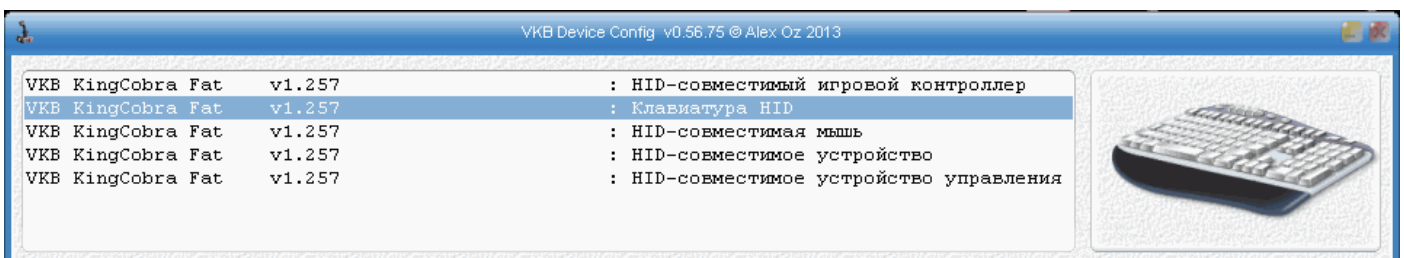 VKB Device Config v0.56.75 © Alex Oz 2013
VKB KingCobra Fat v1.257 : HID-совместимый игровой контроллер
VKB KingCobra Fat v1.257 : Клавиатура HID
VKB KingCobra Fat v1.257 : HID-совместимая мышь
VKB KingCobra Fat v1.257 : HID-совместимое устройство
VKB KingCobra Fat v1.257 : HID-совместимое устройство управления